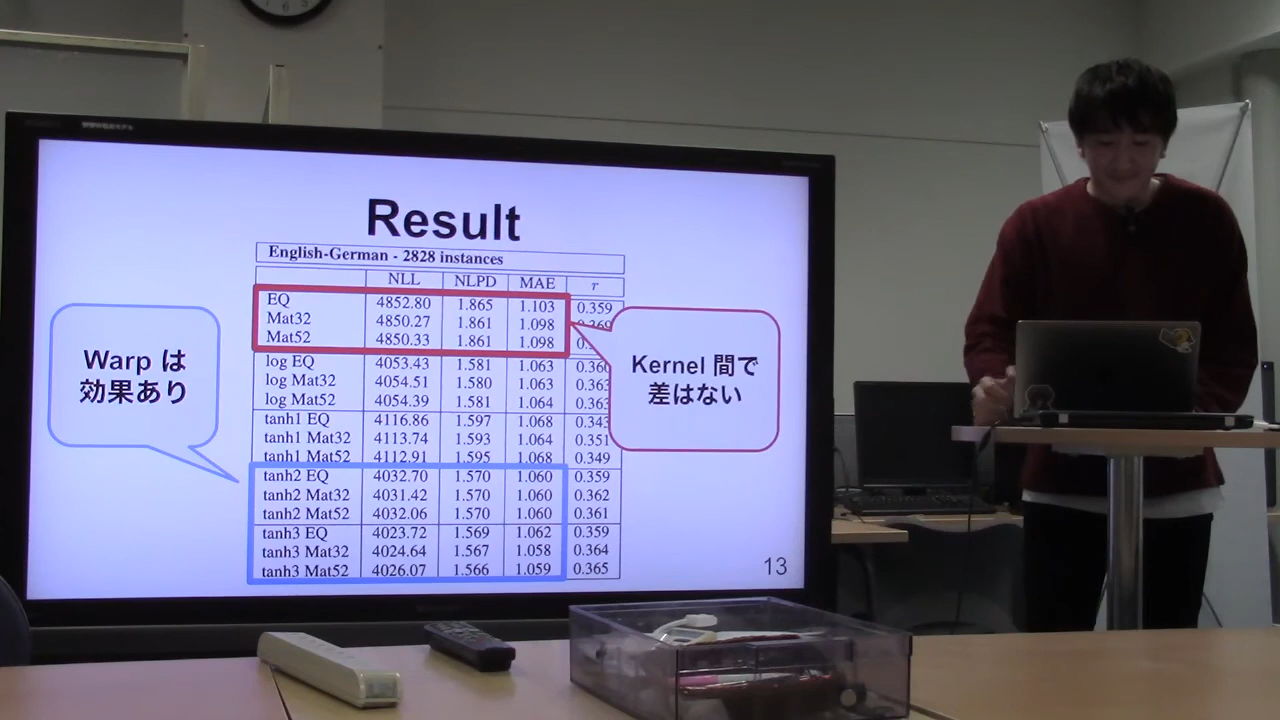 Result
English-German - 2828 instances
NLL NLPD MAE r
EQ 4852.80 1.865 1.103 0.359
Mat32 4850.27 1.861 1.098
Mat52 4850.33 1.861 1.098
log EQ 4053.43 1.581 1.063
log Mat32 4054.51 1.580 1.063 0.363
log Mat52 4054.39 1.581 1.064 0.363
tanh1 EQ 4116.86 1.597 1.068 0.343
tanh1 Mat32 4113.74 1.593 1.064 0.351
tanh1 Mat52 4112.91 1.595 1.068 0.349
tanh2 EQ 4032.70 1.570 1.060 0.359
tanh2 Mat32 4031.42 1.570 1.060 0.362
tanh2 Mat52 4032.06 1.570 1.060 0.361
tanh3 EQ 4023.72 1.569 1.062 0.359
tanh3 Mat32 4024.64 1.567 1.058 0.364
tanh3 Mat52 4026.07 1.566 1.059 0.365
Warp は
効果あり
Kernel 間で
差はない
13